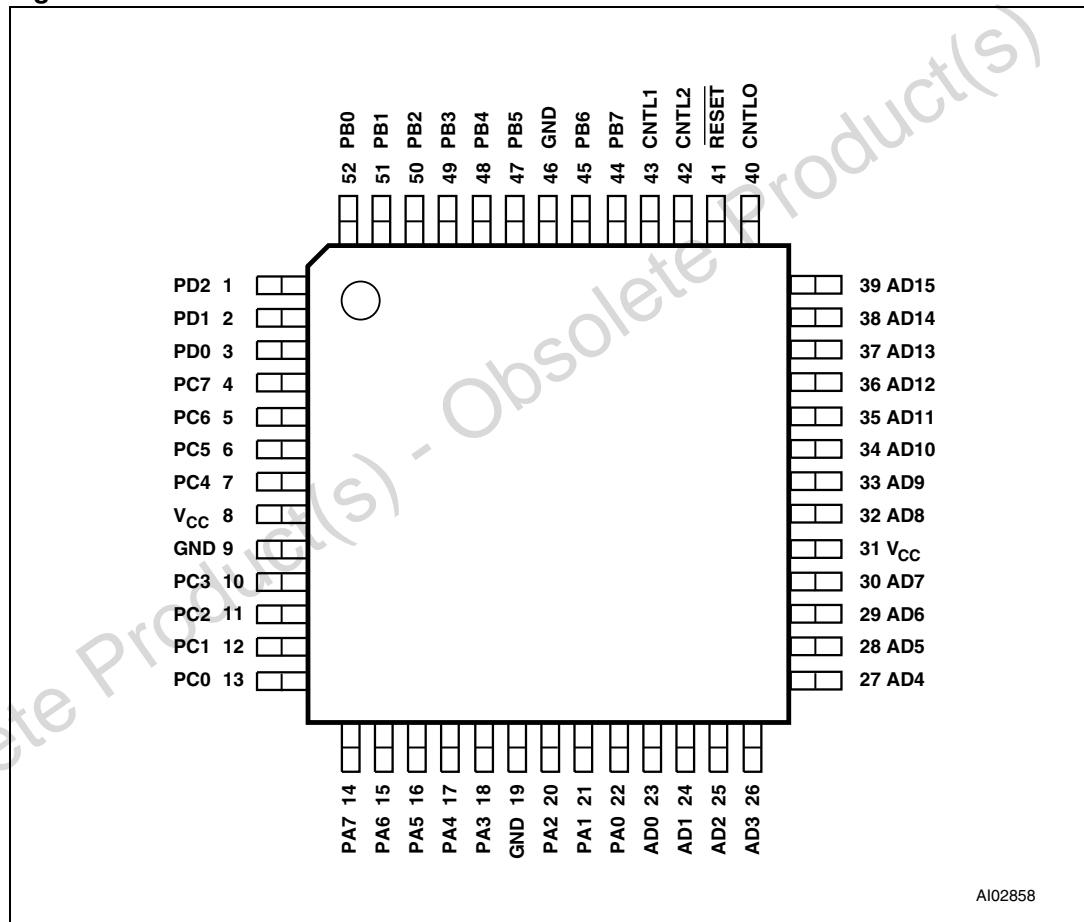 52 PB0
51 PB1
50 PB2
49 PB3
48 PB4
47 PB5
46 GND
45 PB6
44 PB7
43 CNTL1
42 CNTL2
41 RESET
40 CNTLO
PD2 1
PD1 2
PD0 3
PC7 4
PC6 5
PC5 6
PC4 7
VCC 8
GND 9
PC3 10
PC2 11
PC1 12
PC0 13
39 AD15
38 AD14
37 AD13
36 AD12
35 AD11
34 AD10
33 AD9
32 AD8
31 VCC
30 AD7
29 AD6
28 AD5
27 AD4
PA7 14
PA6 15
PA5 16
PA4 17
PA3 18
GND 19
PA2 20
PA1 21
PA0 22
AD0 23
AD1 24
AD2 25
AD3 26
AI02858
ete Product(s) - Obsolete Product(s)